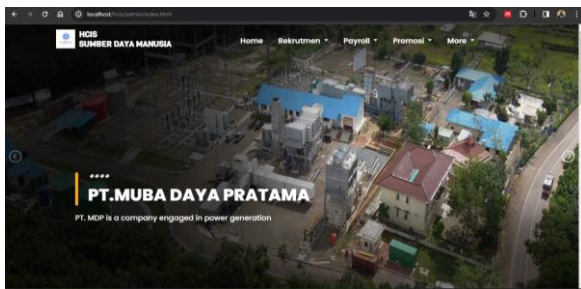 localhost/hcis/admin/index.html
HCIS
SUMBER DAYA MANUSIA
Home Rekrutmen Payroll Promosi More
PT.MUBA DAYA PRATAMA
PT. MDP is a company engaged in power generation